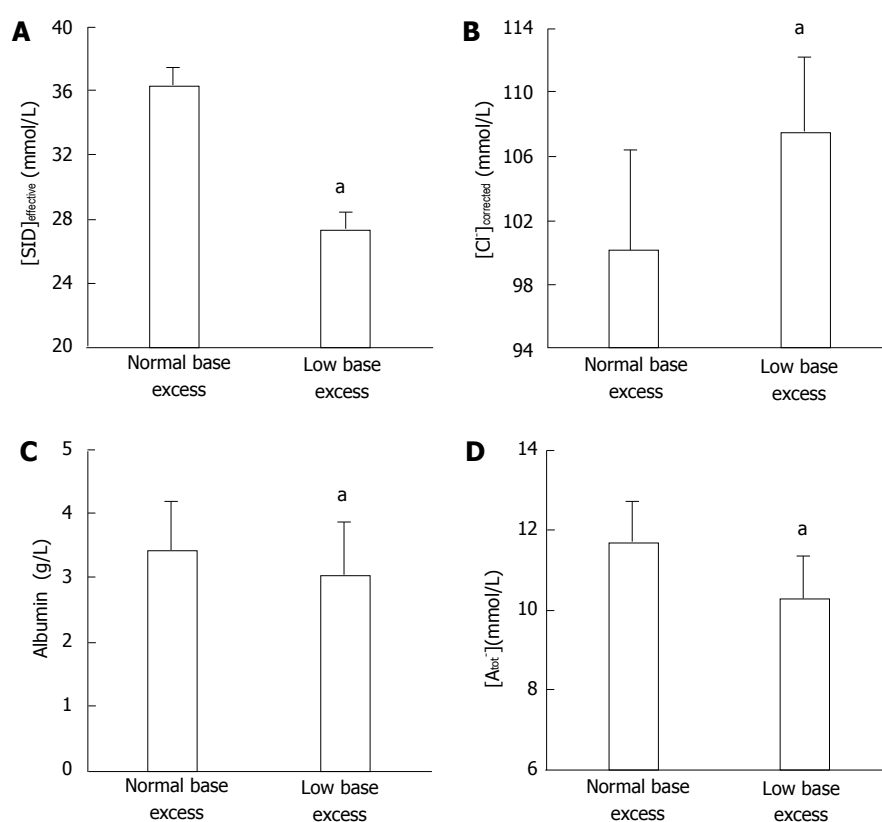 A
[SID]effective (mmol/L)
40
36
32
28
24
20
a
Normal base
excess
Low base
excess
B
[Cl-]corrected (mmol/L)
114
110
106
102
98
94
a
Normal base
excess
Low base
excess
C
Albumin (g/L)
5
4
3
2
1
0
a
Normal base
excess
Low base
excess
D
[Atot-](mmol/L)
14
12
10
8
6
a
Normal base
excess
Low base
excess